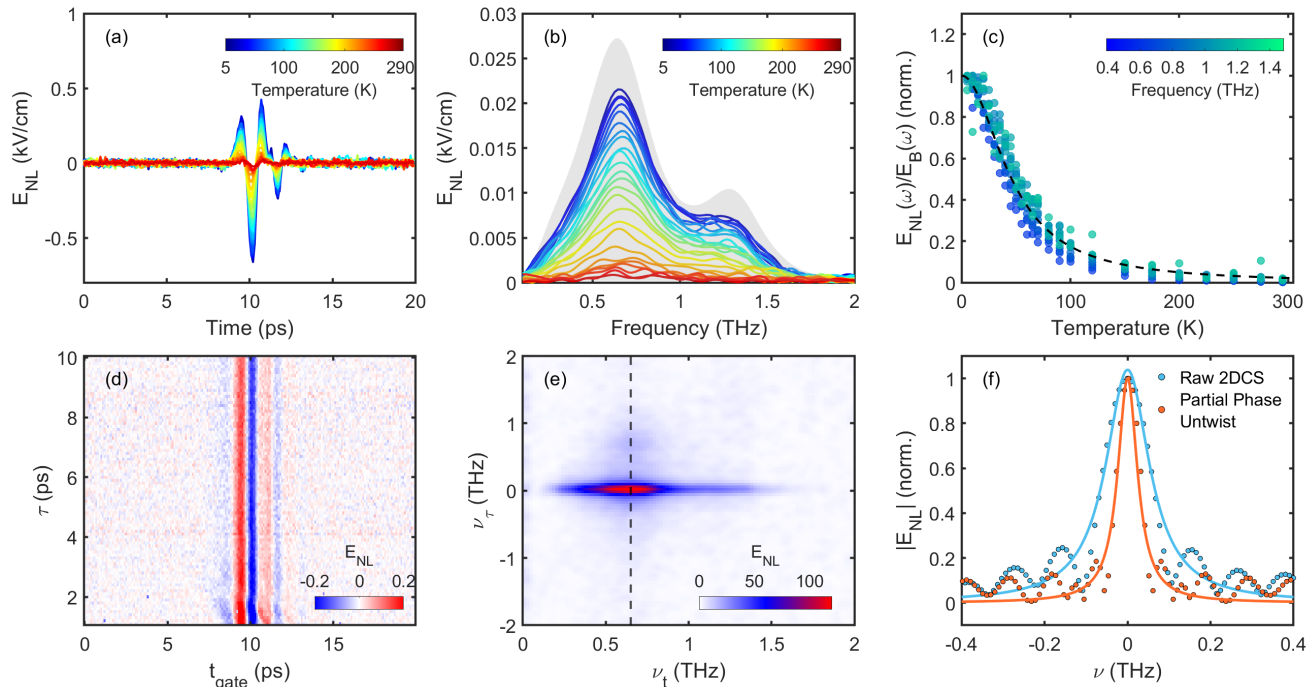 (a)
5 100 200 290
Temperature (K)
E_NL (kV/cm)
1
0.5
0
-0.5
0 5 10 15 20
Time (ps)
(b)
5 100 200 290
Temperature (K)
E_NL (kV/cm)
0.03
0.025
0.02
0.015
0.01
0.005
0
0.5 1 1.5 2
Frequency (THz)
(c)
0.4 0.6 0.8 1 1.2 1.4
Frequency (THz)
E_NL(ω)/E_B(ω) (norm.)
1.2
1
0.8
0.6
0.4
0.2
0
0 100 200 300
Temperature (K)
(d)
τ (ps)
10
8
6
4
2
E_NL
-0.2 0 0.2
0 5 10 15
t_gate (ps)
(e)
ν_τ (THz)
2
1
0
-1
-2
E_NL
0 50 100
0 0.5 1 1.5 2
ν_t (THz)
(f)
Raw 2DCS
Partial Phase
Untwist
|E_NL| (norm.)
1
0.8
0.6
0.4
0.2
0
-0.4 -0.2 0 0.2 0.4
ν (THz)